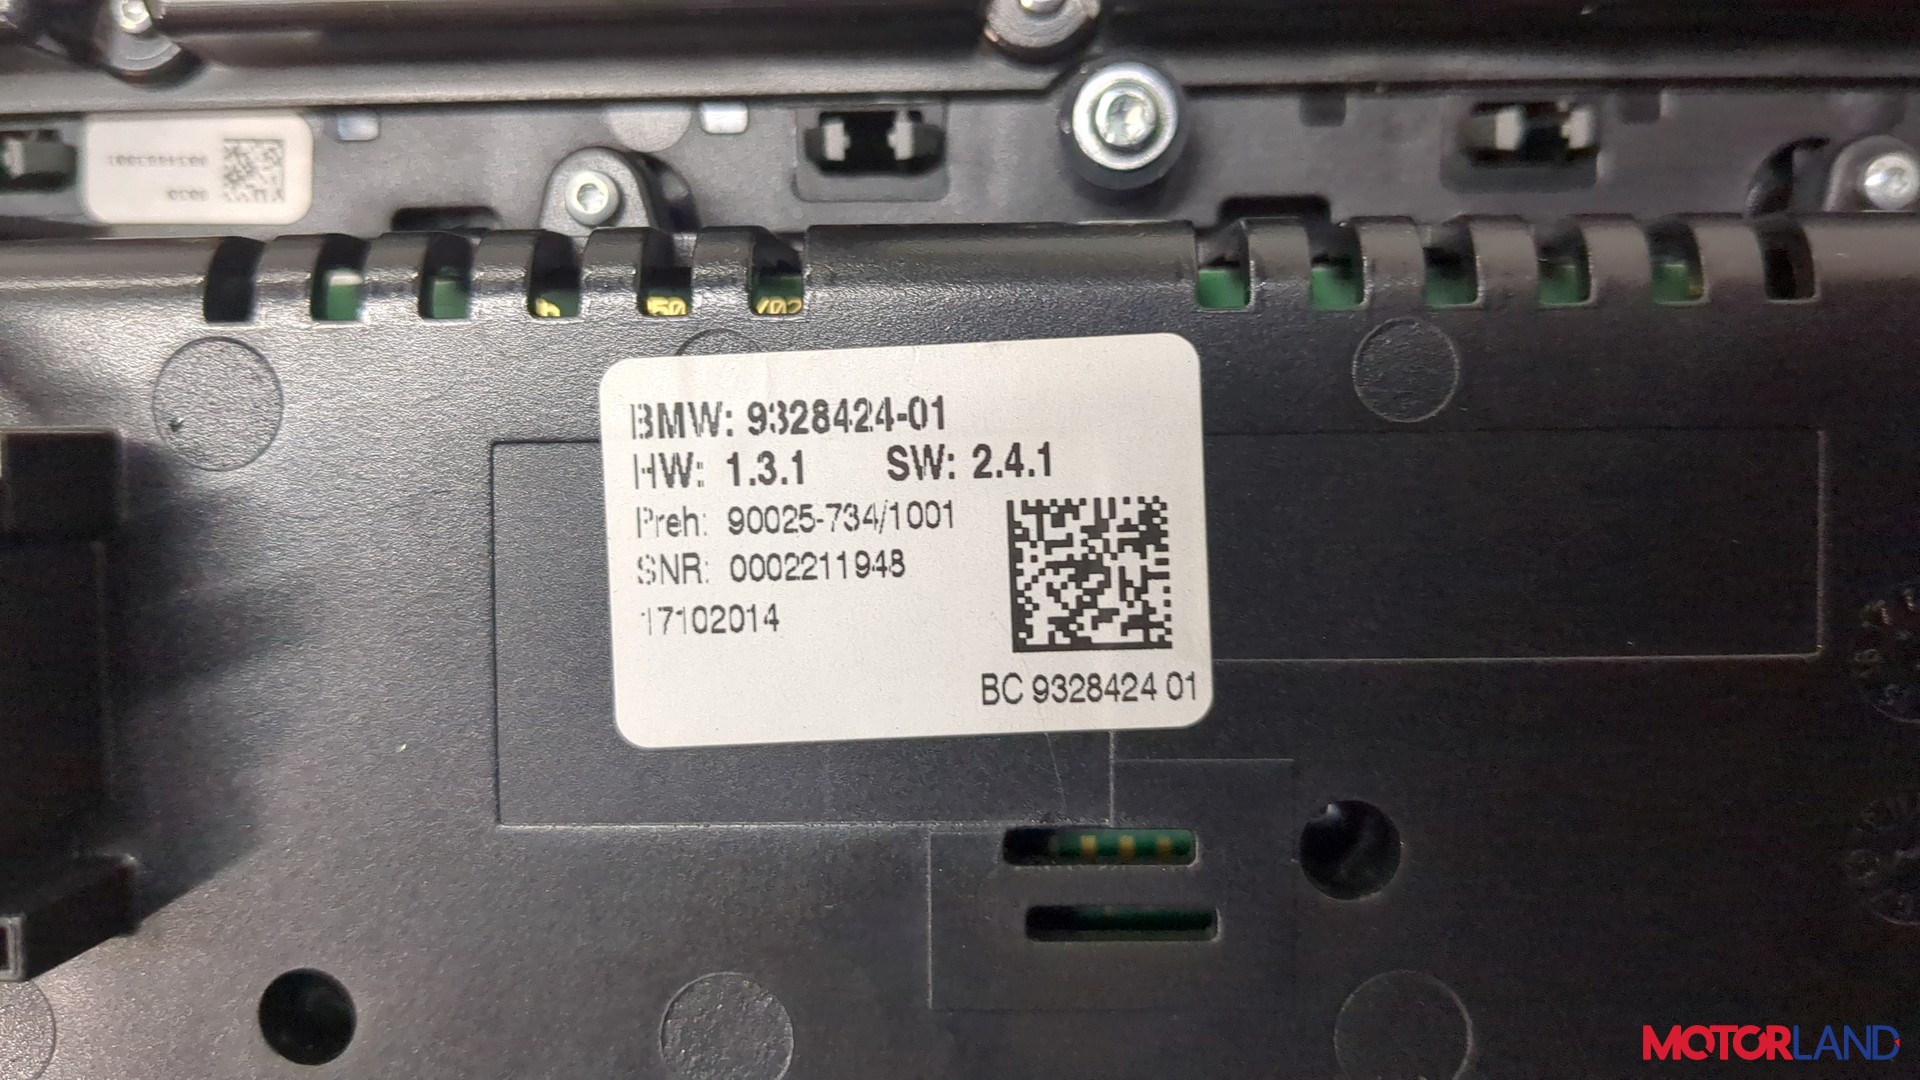 BMW: 9328424-01
HW: 1.3.1 SW: 2.4.1
Preh: 90025-734/1001
SNR: 0002211948
17102014
BC 9328424 01
MOTORLAND